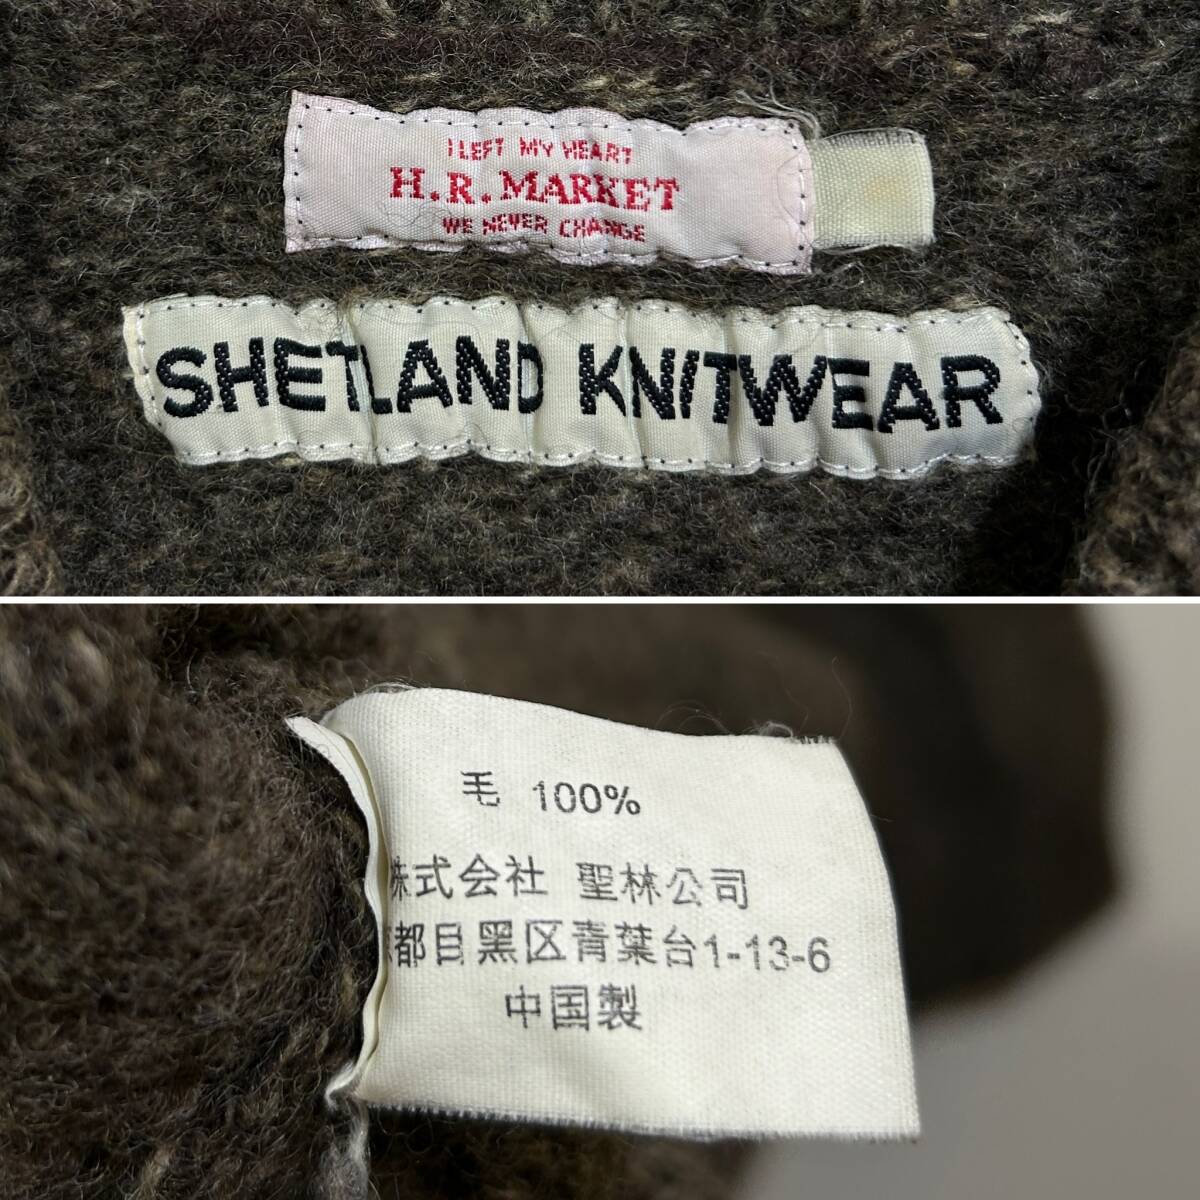 I LEFT MY HEART
H.R.MARKET
WE NEVER CHANGE
SHETLAND KNITWEAR
毛 100%
株式会社 聖林公司
都目黑区青葉台1-13-6
中国製